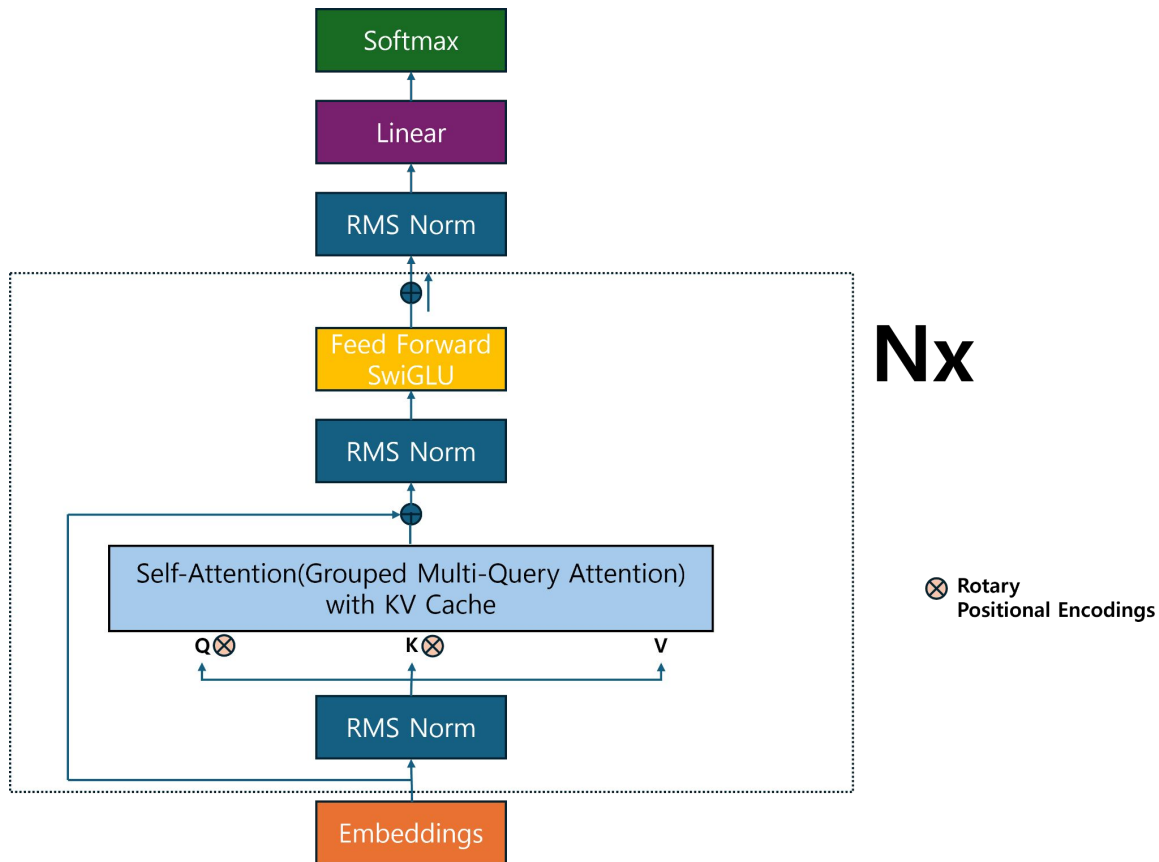 Softmax
Linear
RMS Norm
Feed Forward
SwiGLU
Nx
RMS Norm
Self-Attention(Grouped Multi-Query Attention)
with KV Cache
Q K V
Rotary
Positional Encodings
RMS Norm
Embeddings